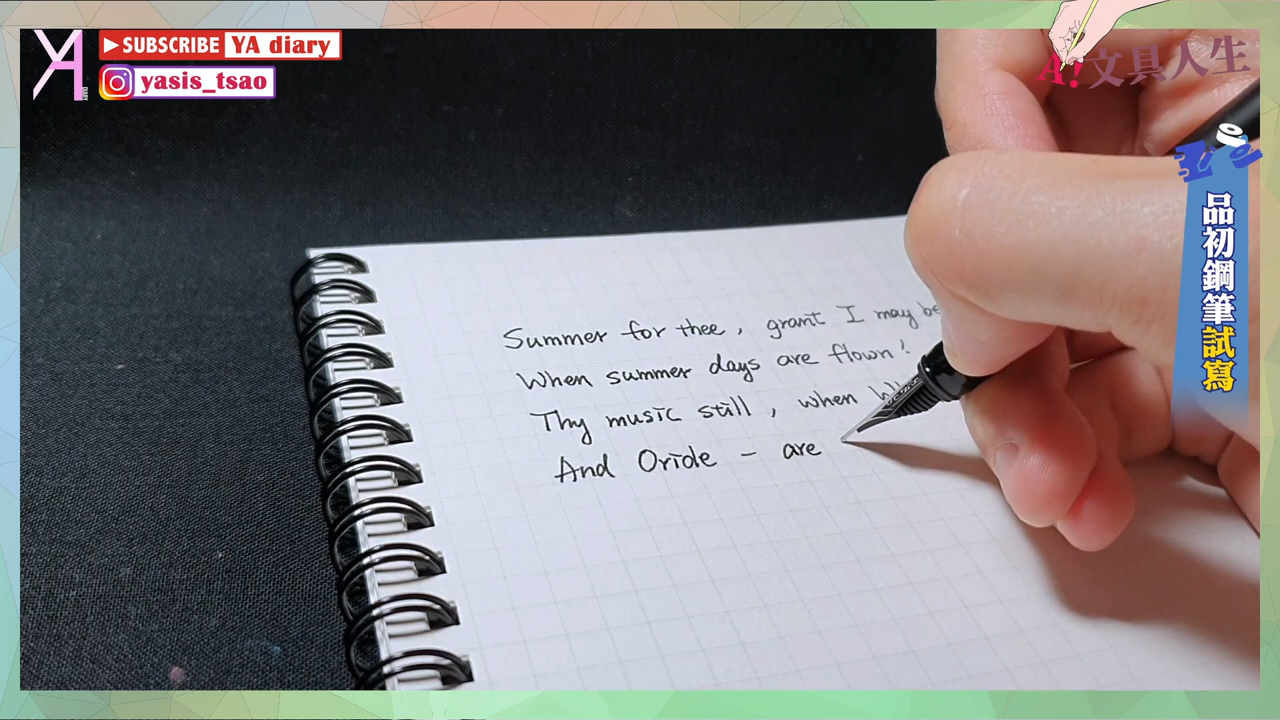 YA
DIARY
SUBSCRIBE YA diary
yasis_tsao
A!文具人生
品初鋼筆試寫
Summer for thee, grant I may be
When summer days are flown!
Thy music still, when
And Oride - are